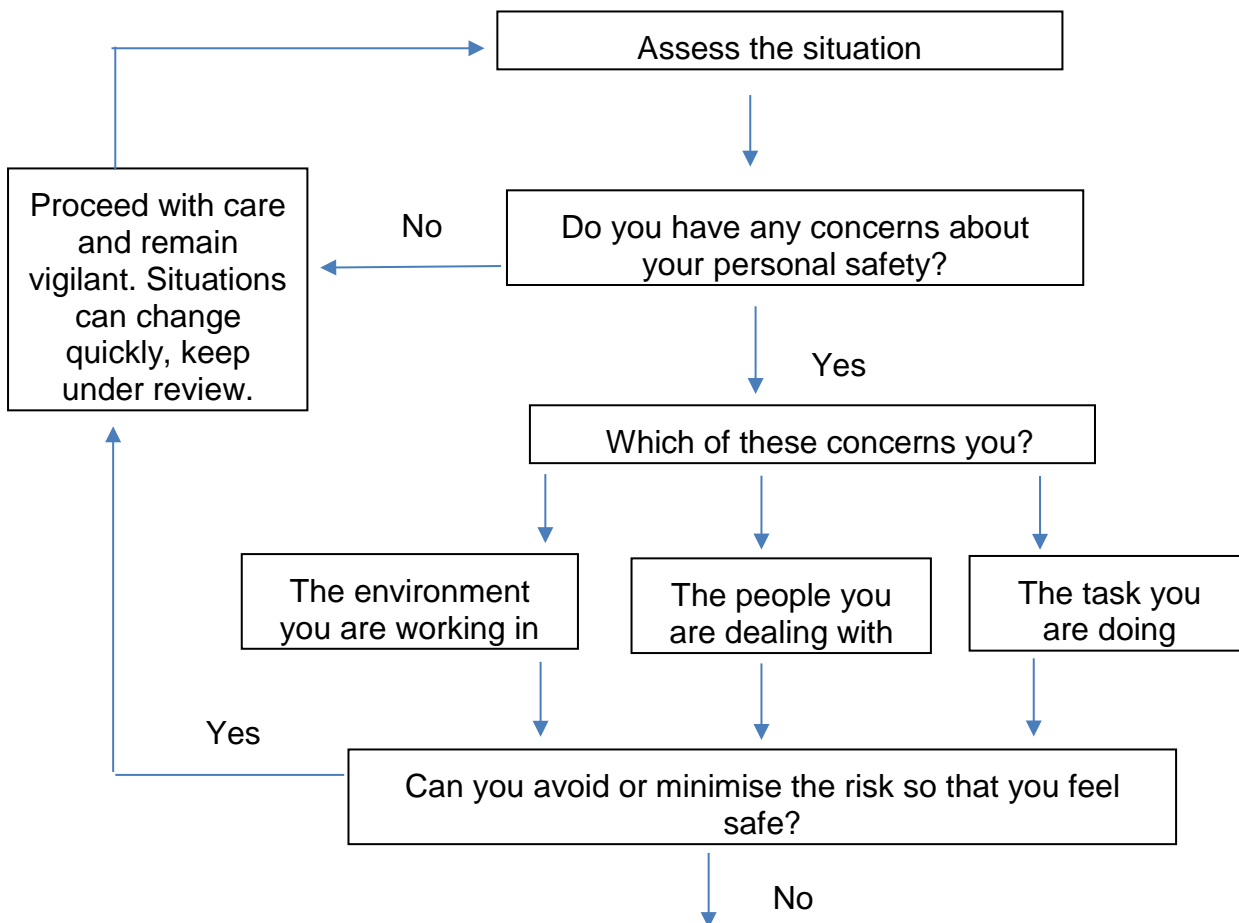 Assess the situation
Proceed with care
and remain
vigilant. Situations
can change
quickly, keep
under review.
No
Do you have any concerns about
your personal safety?
Yes
Which of these concerns you?
The environment
you are working in
The people you
are dealing with
The task you
are doing
Yes
Can you avoid or minimise the risk so that you feel
safe?
No